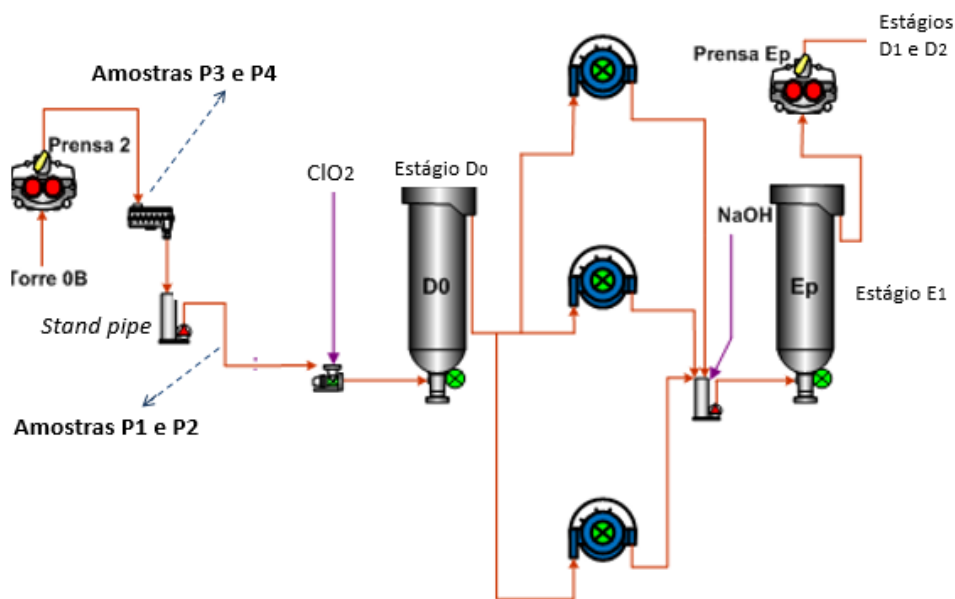 Estágios
D1 e D2
Prensa Ep
Amostras P3 e P4
Prensa 2
ClO2
Estágio D0
NaOH
Torre 0B
D0
Ep
Estágio E1
Stand pipe
Amostras P1 e P2